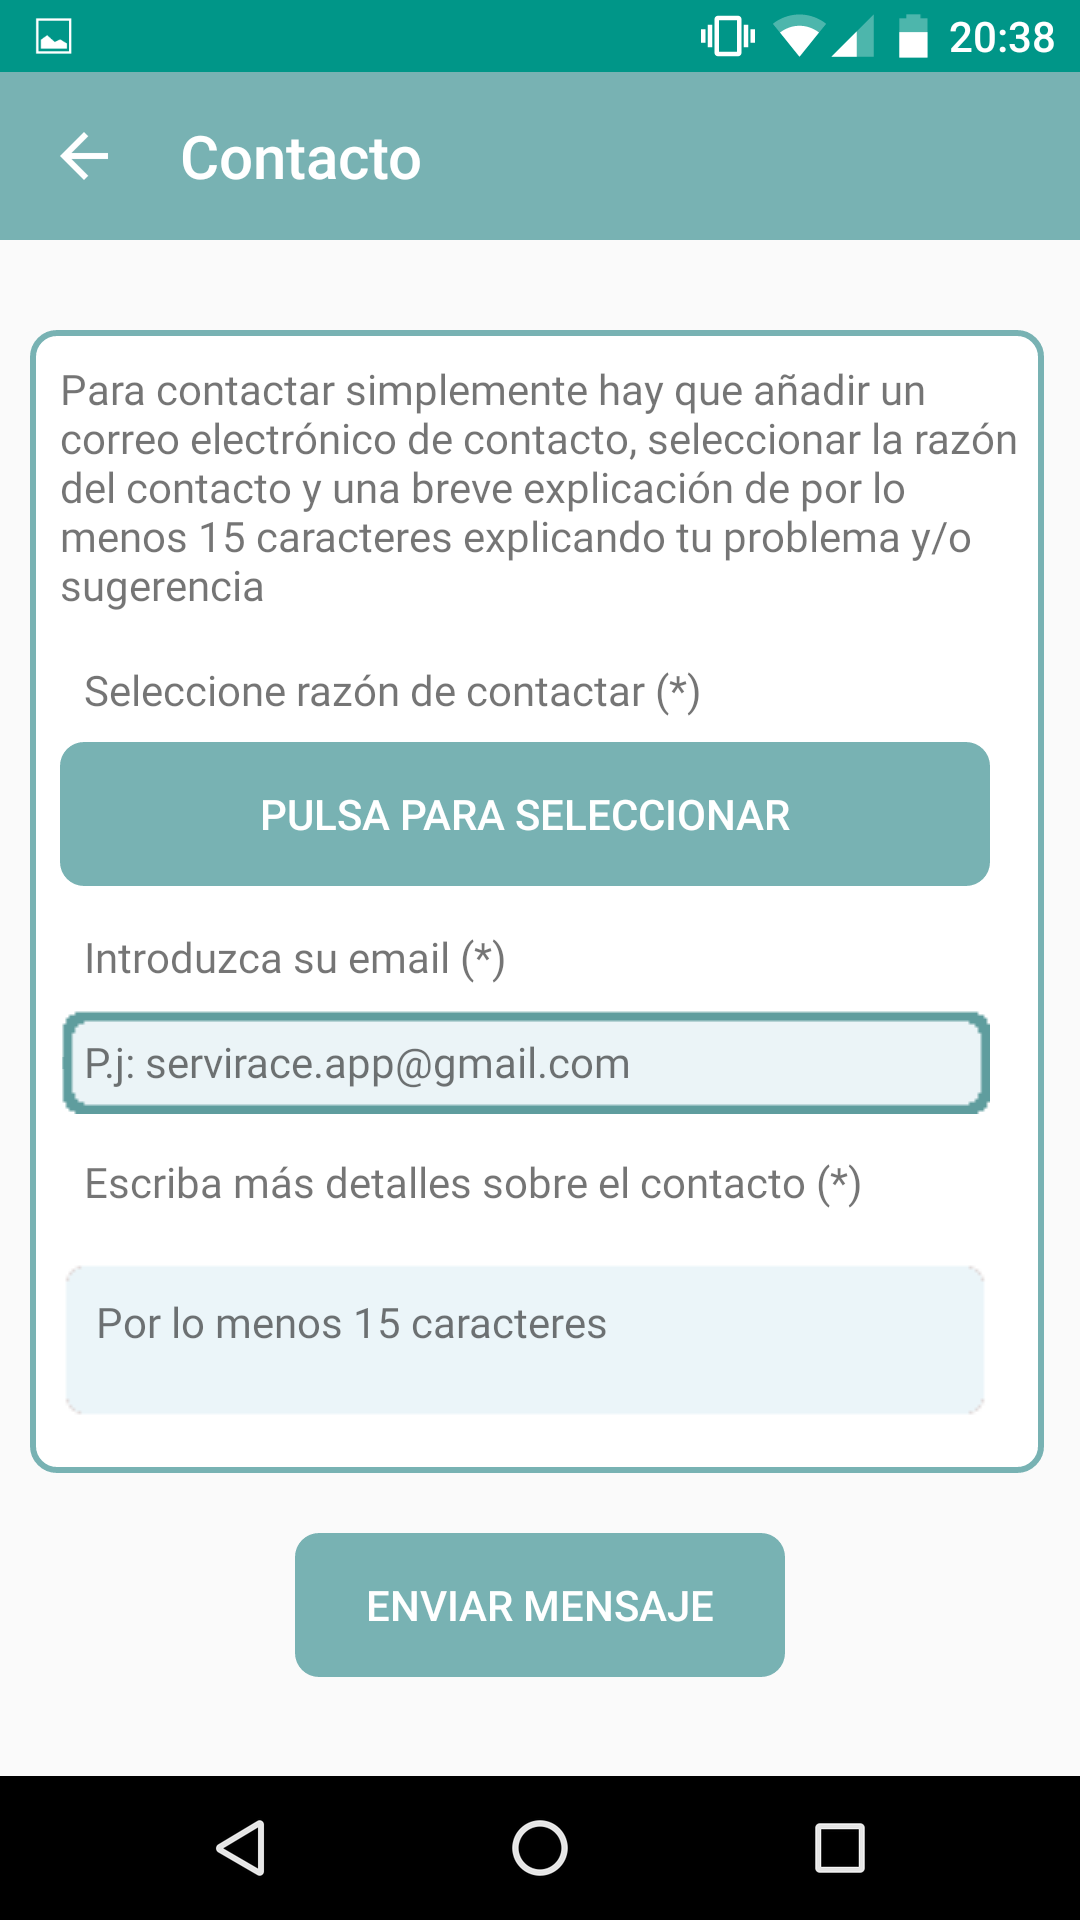 20:38
Contacto
Para contactar simplemente hay que añadir un
correo electrónico de contacto, seleccionar la razón
del contacto y una breve explicación de por lo
menos 15 caracteres explicando tu problema y/o
sugerencia
Seleccione razón de contactar (*)
PULSA PARA SELECCIONAR
Introduzca su email (*)
P.j: servirace.app@gmail.com
Escriba más detalles sobre el contacto (*)
Por lo menos 15 caracteres
ENVIAR MENSAJE